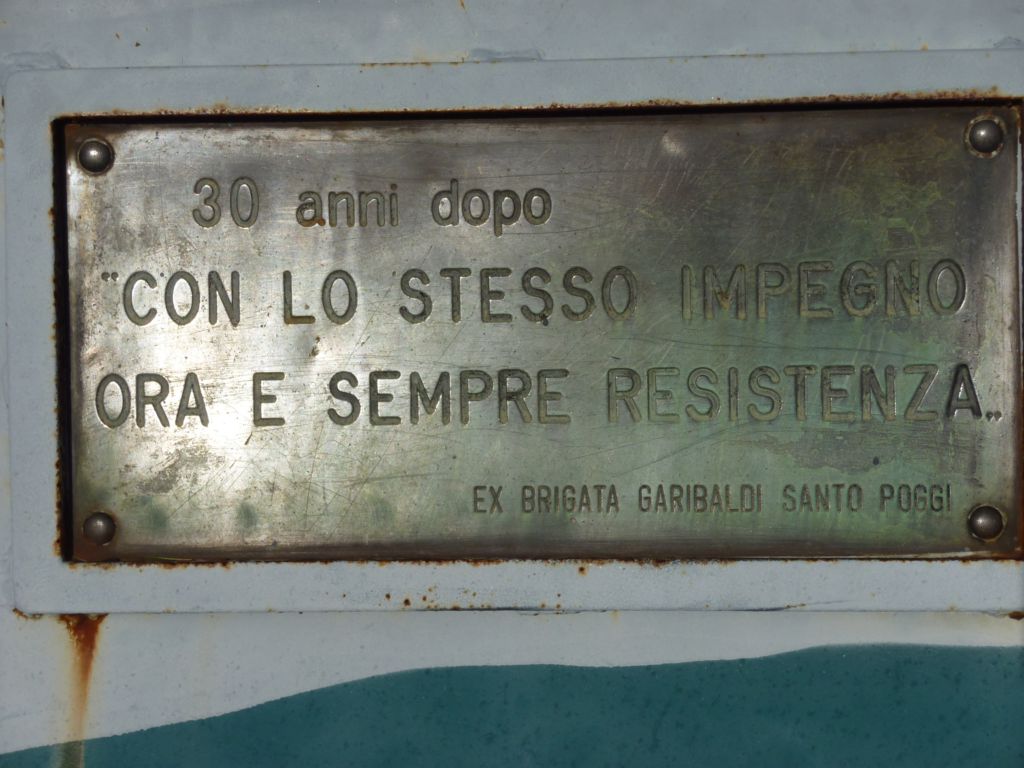 30 anni dopo
"CON LO STESSO IMPEGNO
ORA E SEMPRE RESISTENZA„
EX BRIGATA GARIBALDI SANTO POGGI